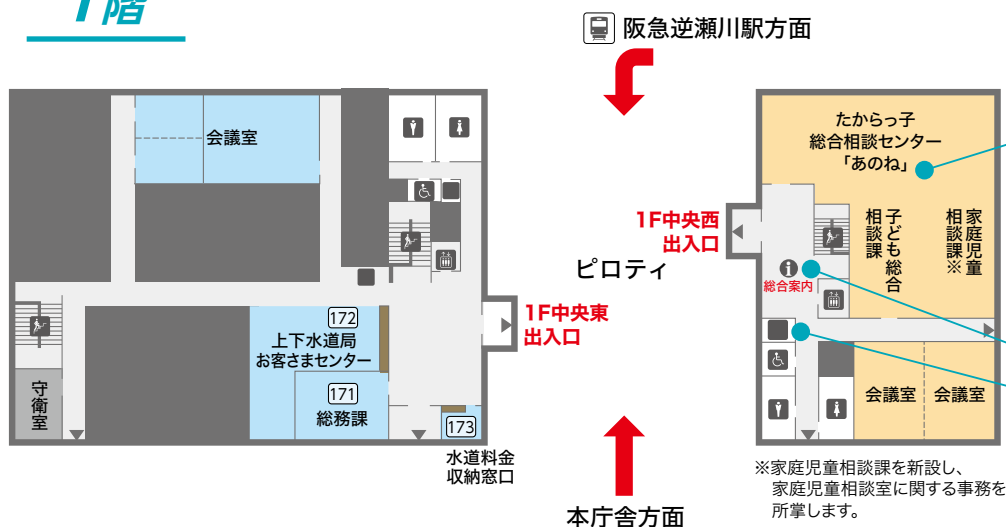 1階
阪急逆瀬川駅方面
会議室
たからっ子
総合相談センター
「あのね」
子ども総合
相談課
家庭児童
相談課※
1F中央西
出入口
ピロティ
総合案内
1F中央東
出入口
172
上下水道局
お客さまセンター
171
総務課
173
水道料金
収納窓口
守衛室
会議室
会議室
※家庭児童相談課を新設し、
家庭児童相談室に関する事務を
所掌します。
本庁舎方面